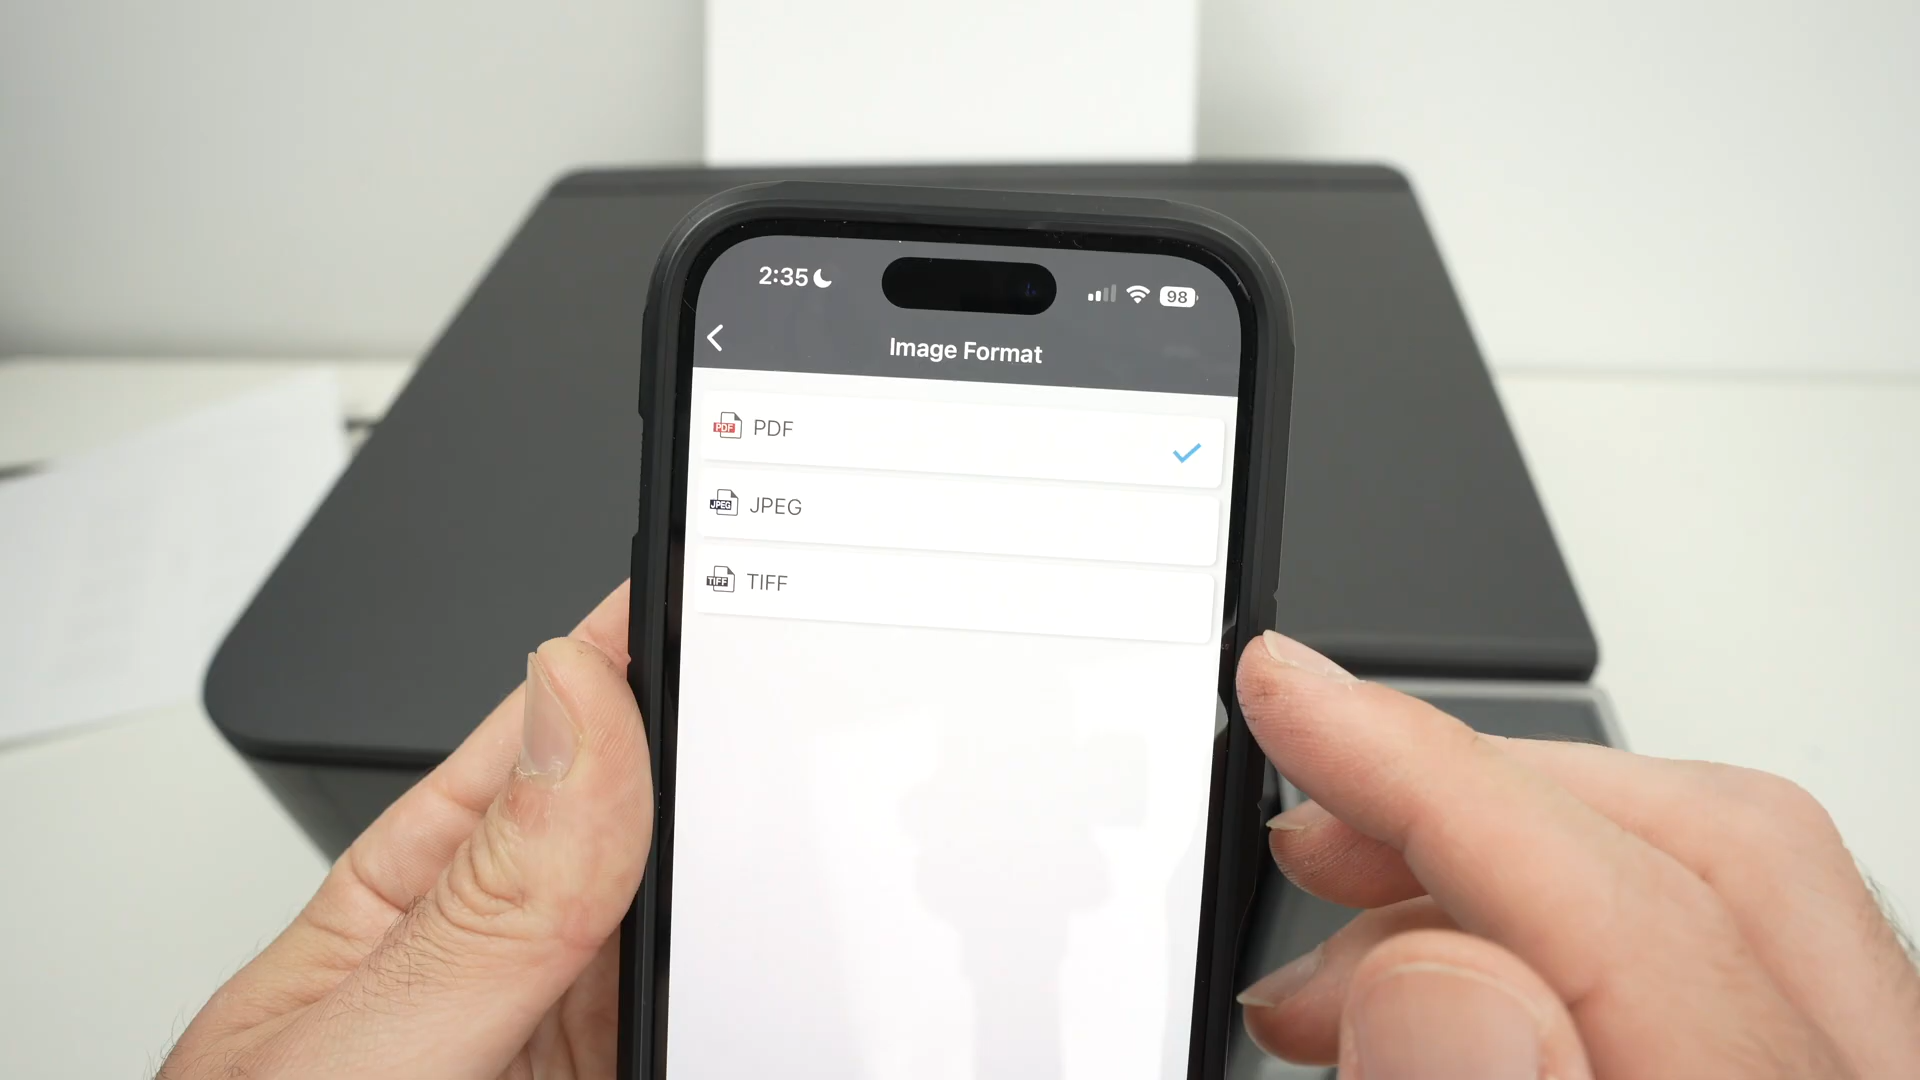 2:35
98
Image Format
PDF PDF
JPEG JPEG
TIFF TIFF